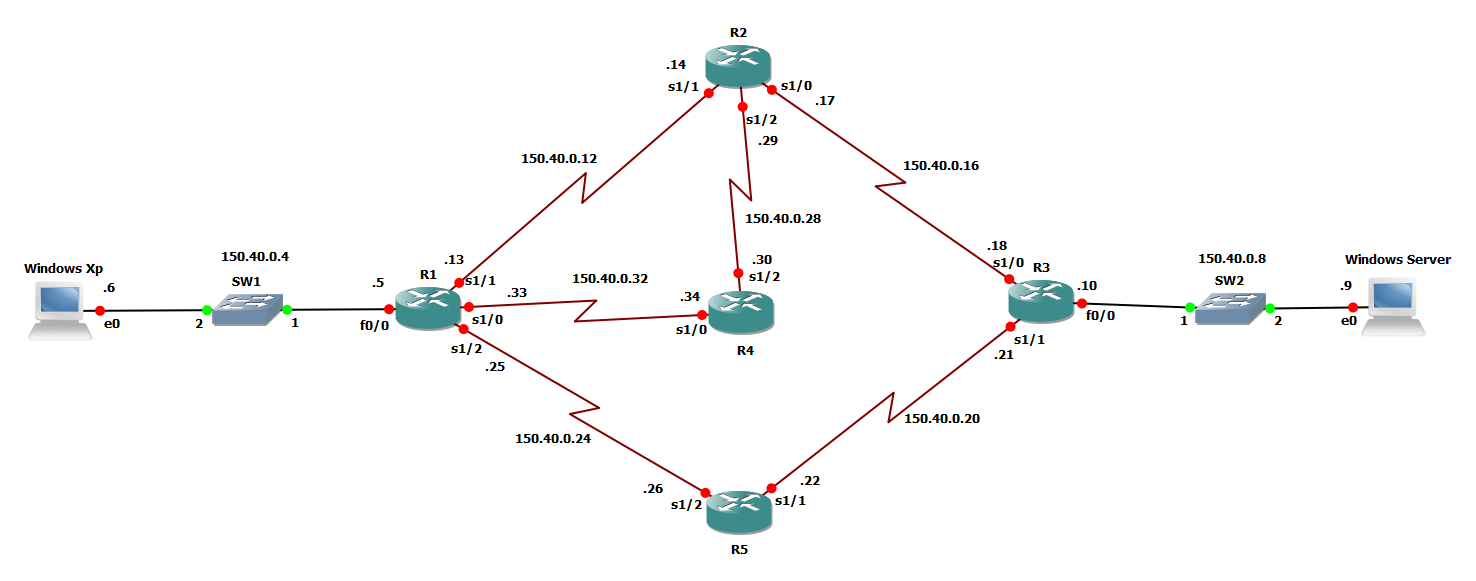 R2
.14
s1/1
s1/0
.17
s1/2
.29
150.40.0.12
150.40.0.16
150.40.0.28
150.40.0.4
.13
.30
.18
150.40.0.8
Windows Xp
SW1
R1
s1/1
150.40.0.32
s1/2
s1/0
R3
SW2
Windows Server
.6
.5
.33
.34
.10
.9
e0
2
1
f0/0
s1/0
s1/0
f0/0
1
2
e0
s1/2
R4
s1/1
.25
.21
150.40.0.24
150.40.0.20
.26
.22
s1/2
s1/1
R5